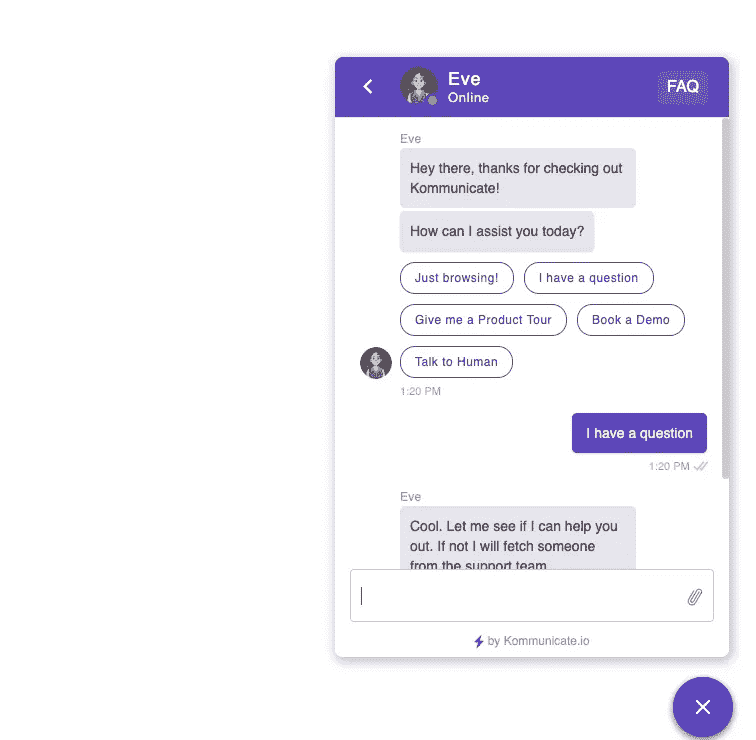 Eve
Online
FAQ
Eve
Hey there, thanks for checking out
Kommunicate!
How can I assist you today?
Just browsing!
I have a question
Give me a Product Tour
Book a Demo
Talk to Human
1:20 PM
I have a question
1:20 PM
Eve
Cool. Let me see if I can help you
out. If not I will fetch someone
from the support team
by Kommunicate.io